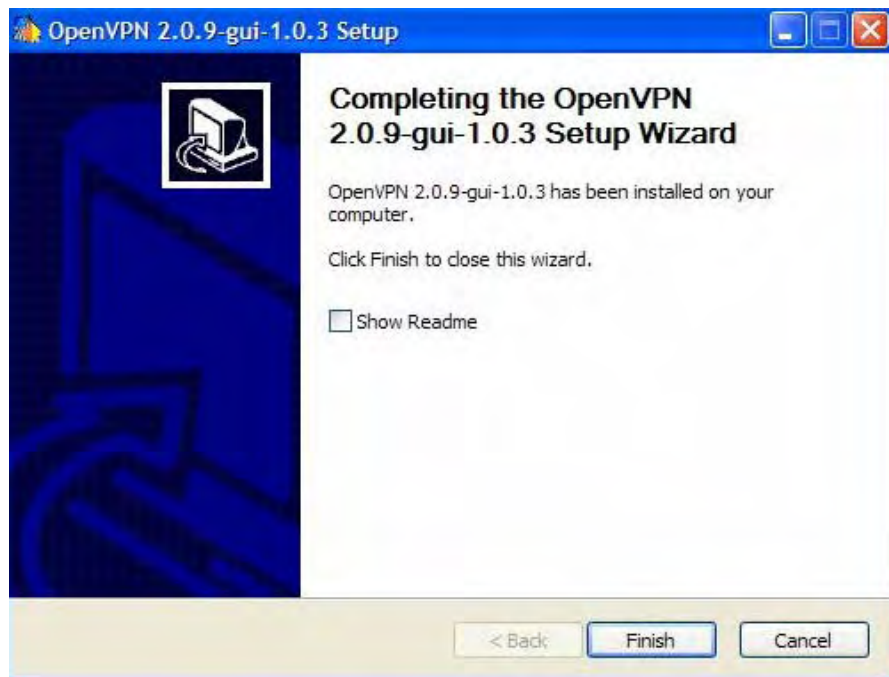 OpenVPN 2.0.9-gui-1.0.3 Setup
Completing the OpenVPN
2.0.9-gui-1.0.3 Setup Wizard
OpenVPN 2.0.9-gui-1.0.3 has been installed on your
computer.
Click Finish to close this wizard.
Show Readme
< Back
Finish
Cancel